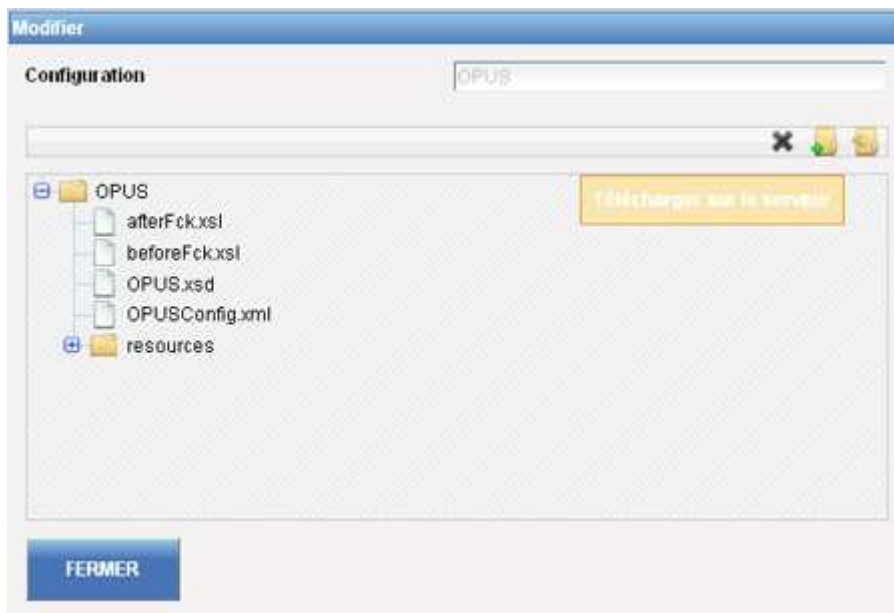 Modifier
Configuration
OPUS
OPUS
Télécharger sur le serveur
afterFck.xsl
beforeFck.xsl
OPUS.xsd
OPUSConfig.xml
resources
FERMER